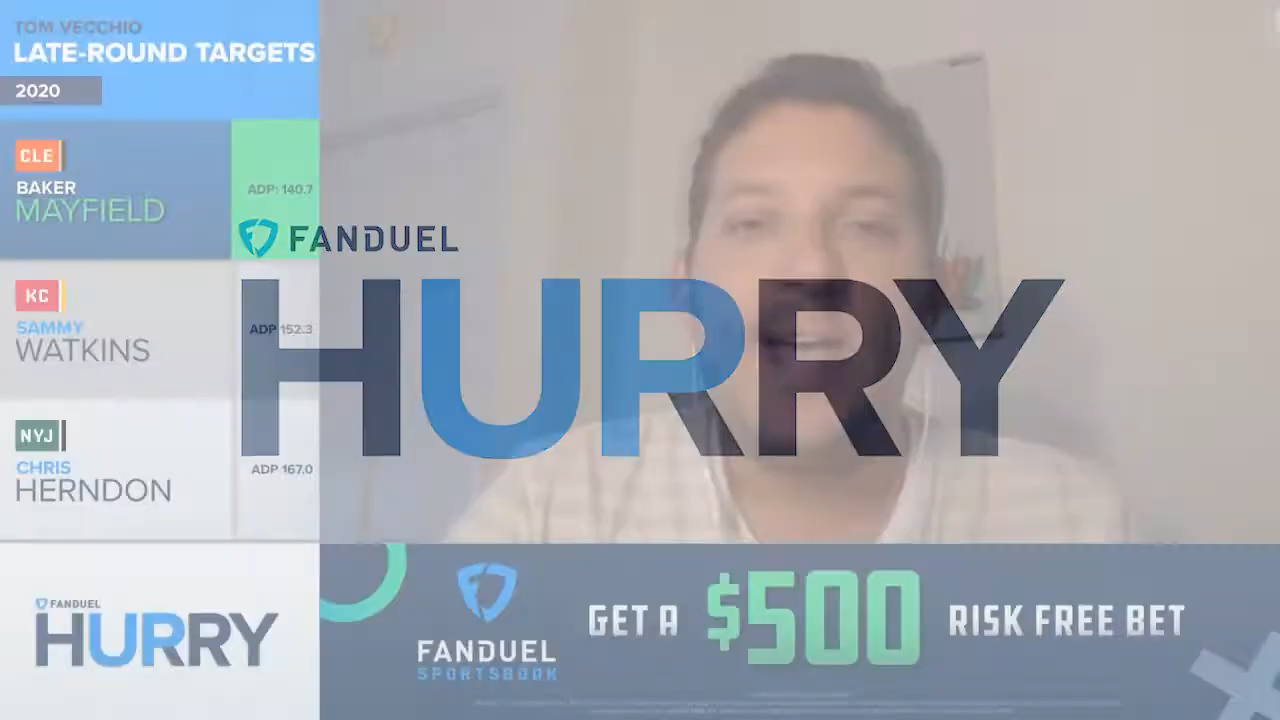 TOM VECCHIO
LATE-ROUND TARGETS
2020
CLE
BAKER
MAYFIELD
ADP: 140.7
FANDUEL
HURRY
KC
SAMMY
WATKINS
ADP 152.3
NYJ
CHRIS
HERNDON
ADP 167.0
FANDUEL
HURRY
FANDUEL
SPORTSBOOK
GET A $500 RISK FREE BET